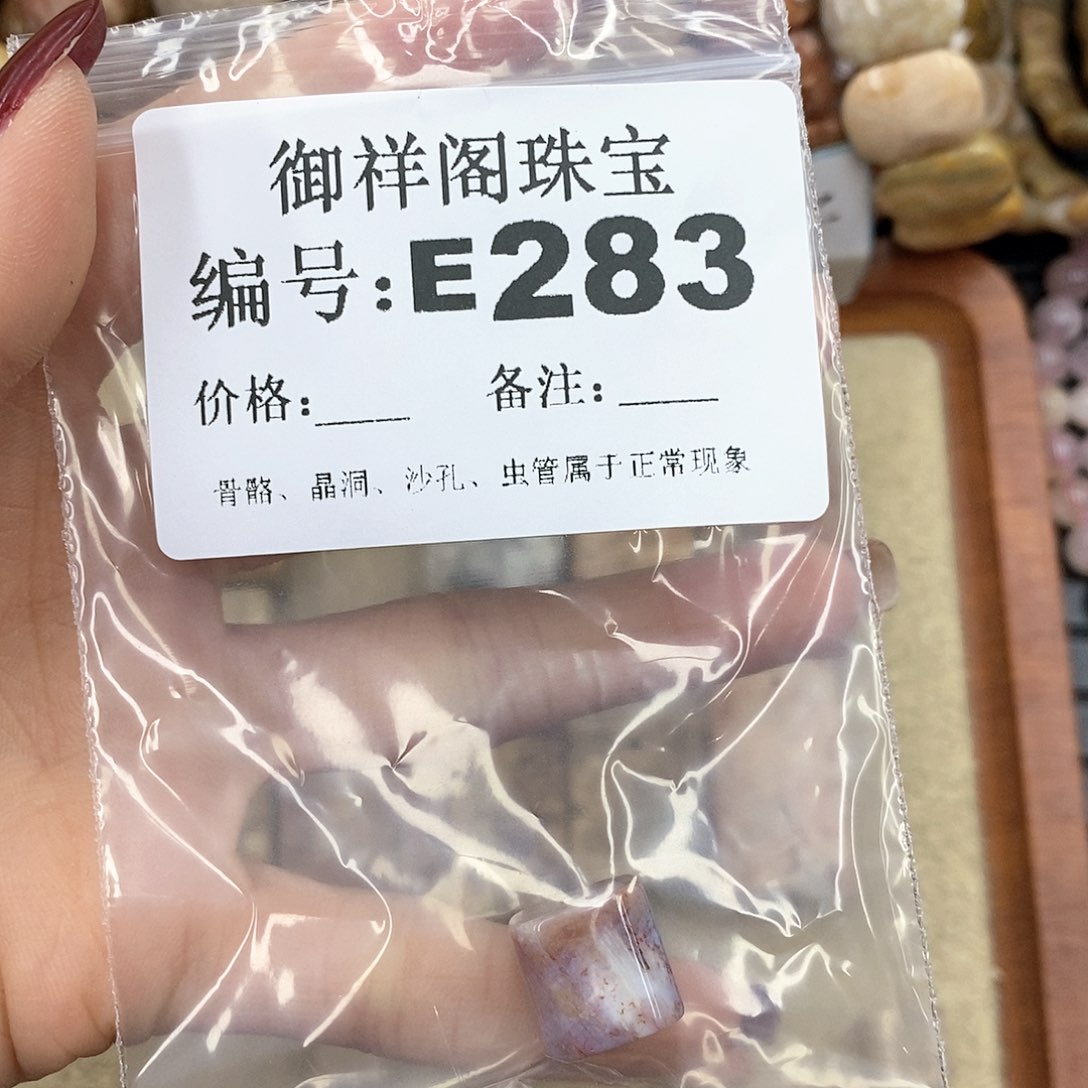 御祥阁珠宝
编号:E283
价格:____ 备注:____
骨骼、晶洞、沙孔、虫管属于正常现象